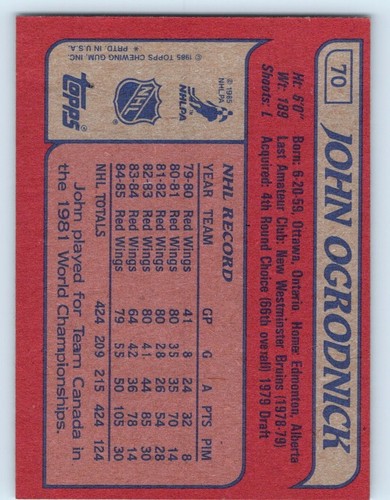 70
JOHN OGRODNICK
Ht: 6'0"
Wt: 189
Shoots: L
Born: 6-20-59, Ottawa, Ontario Home: Edmonton, Alberta
Last Amateur Club: New Westminster Bruins (1978-79)
Acquired: 4th Round Choice (66th Overall) 1979 Draft
NHL RECORD
YEAR TEAM GP G A PTS PIM
79-80 Red Wings 41 8 24 32 8
80-81 Red Wings 80 35 35 70 14
81-82 Red Wings 80 28 26 54 28
82-83 Red Wings 80 41 44 85 30
83-84 Red Wings 64 42 36 78 14
84-85 Red Wings 79 55 50 105 30
NHL TOTALS 424 209 215 424 124
John played for Team Canada in
the 1981 World Championships.
© 1985
NHLPA
NHLPA
NHL
topps®
© 1985 TOPPS CHEWING GUM, INC.
✶ PRTD. IN U.S.A.